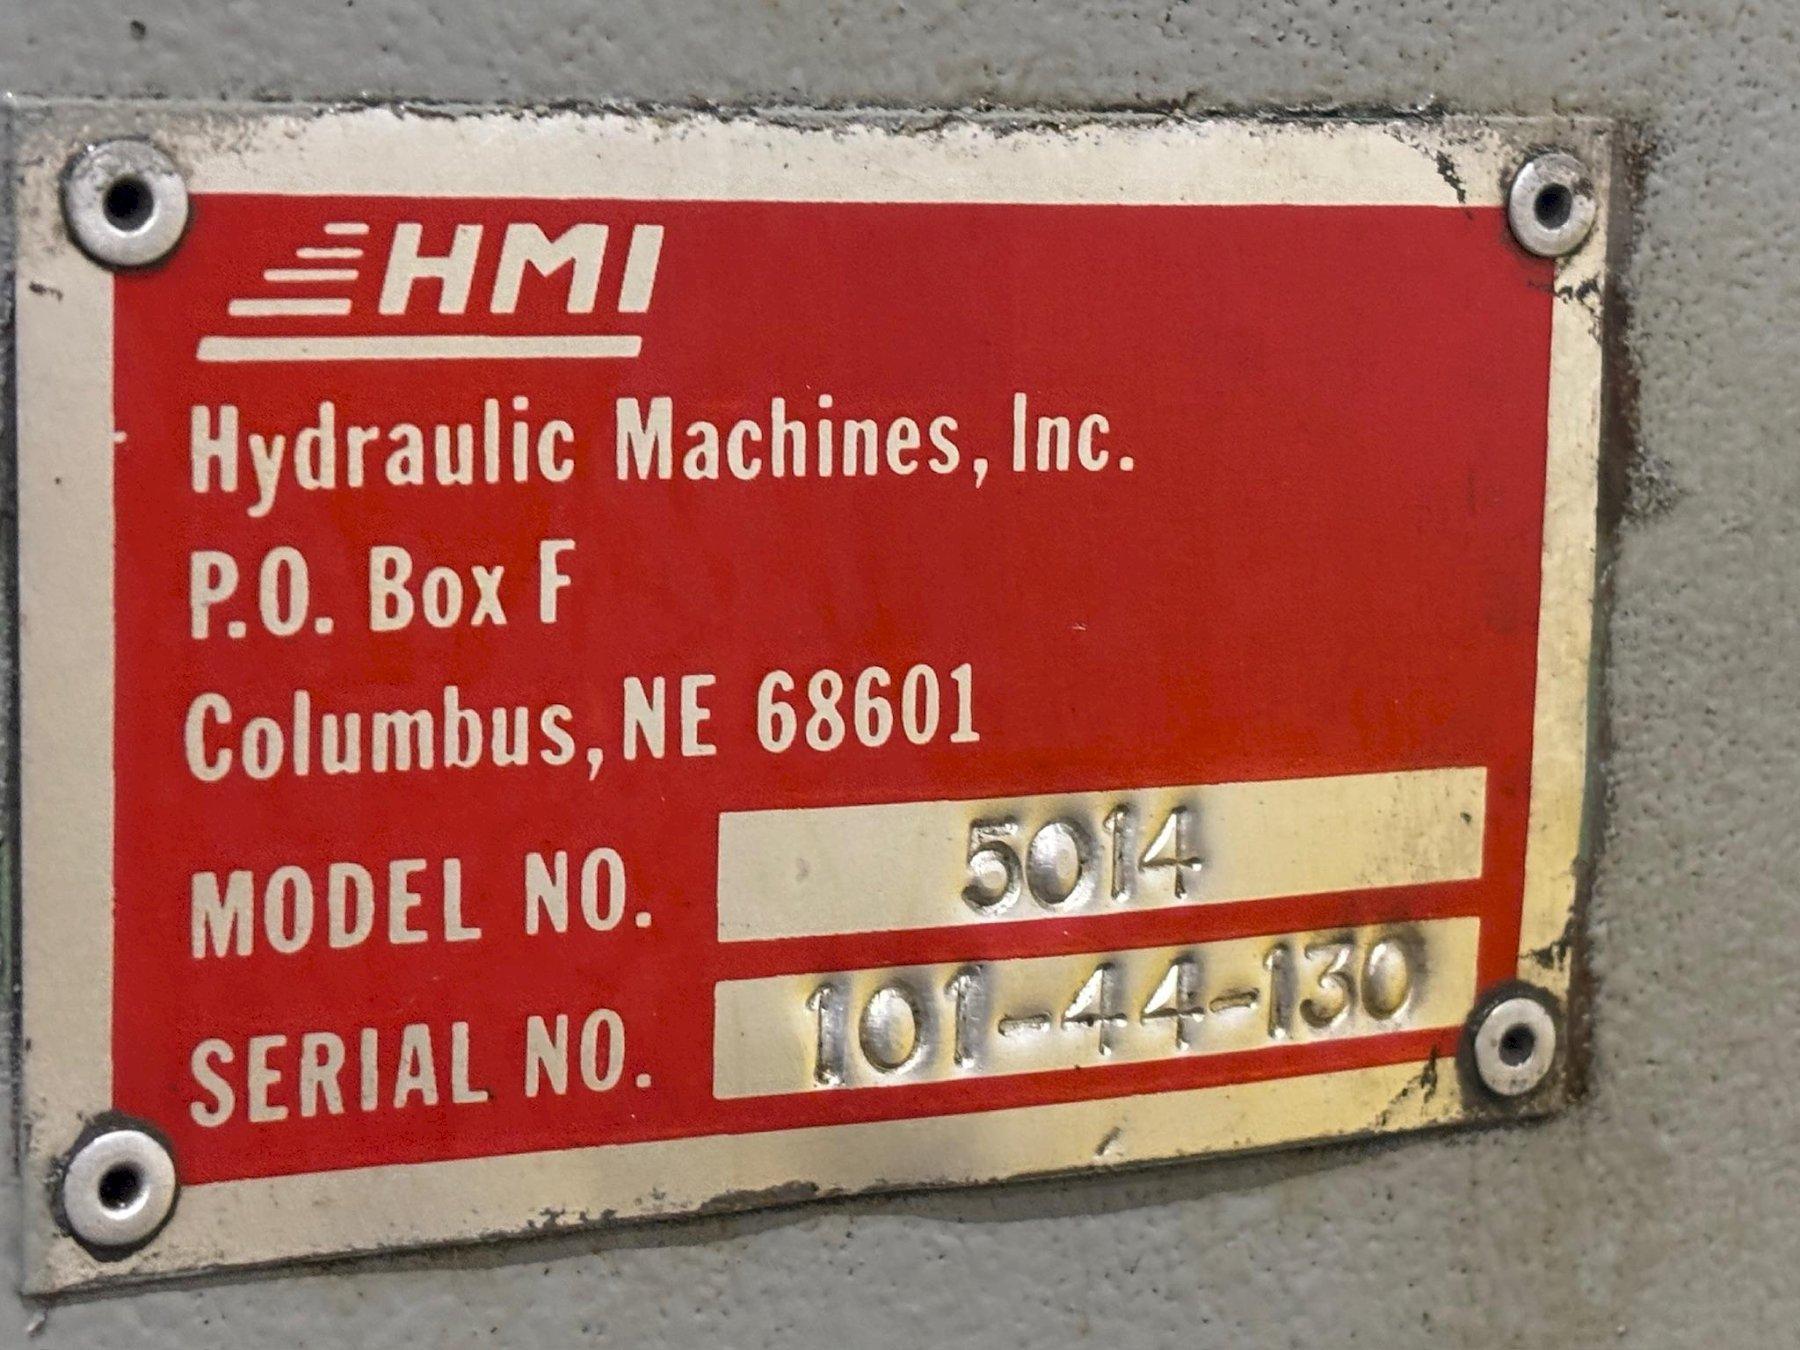 HMI
Hydraulic Machines, Inc.
P.O. Box F
Columbus, NE 68601
MODEL NO. 5014
SERIAL NO. 101-44-130